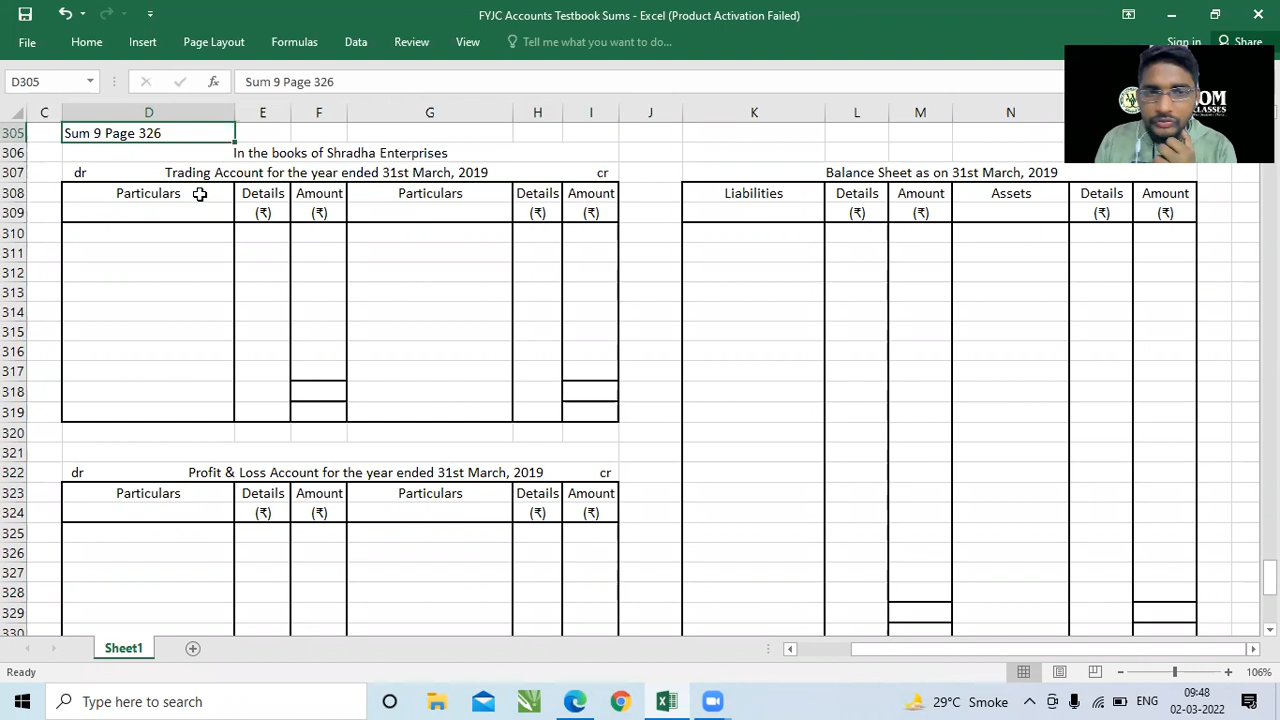 FYJC Accounts Testbook Sums - Excel (Product Activation Failed)
File Home Insert Page Layout Formulas Data Review View Tell me what you want to do... Sign in Share
D305 fx Sum 9 Page 326
C D E F G H I J K L M N
305 Sum 9 Page 326
306 In the books of Shradha Enterprises
307 dr Trading Account for the year ended 31st March, 2019 cr Balance Sheet as on 31st March, 2019
308 Particulars Details Amount Particulars Details Amount Liabilities Details Amount Assets Details Amount
309 (₹) (₹) (₹) (₹) (₹) (₹) (₹) (₹)
310
311
312
313
314
315
316
317
318
319
320
321
322 dr Profit & Loss Account for the year ended 31st March, 2019 cr
323 Particulars Details Amount Particulars Details Amount
324 (₹) (₹) (₹) (₹)
325
326
327
328
329
330
Sheet1
Ready 106%
Type here to search 29°C Smoke ENG 09:48
02-03-2022